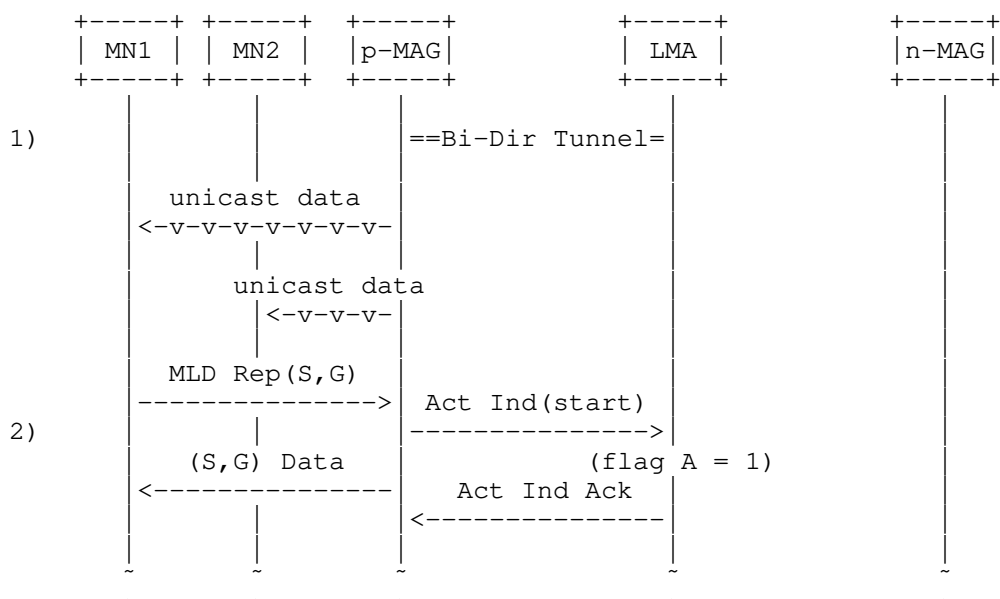 MN1 MN2 p-MAG LMA n-MAG
1) ==Bi-Dir Tunnel=
unicast data
<-v-v-v-v-v-v-v-
unicast data
<-v-v-v-
MLD Rep(S,G)
---------------> Act Ind(start)
2) --------------->
(S,G) Data (flag A = 1)
<--------------- Act Ind Ack
<---------------
~ ~ ~ ~ ~